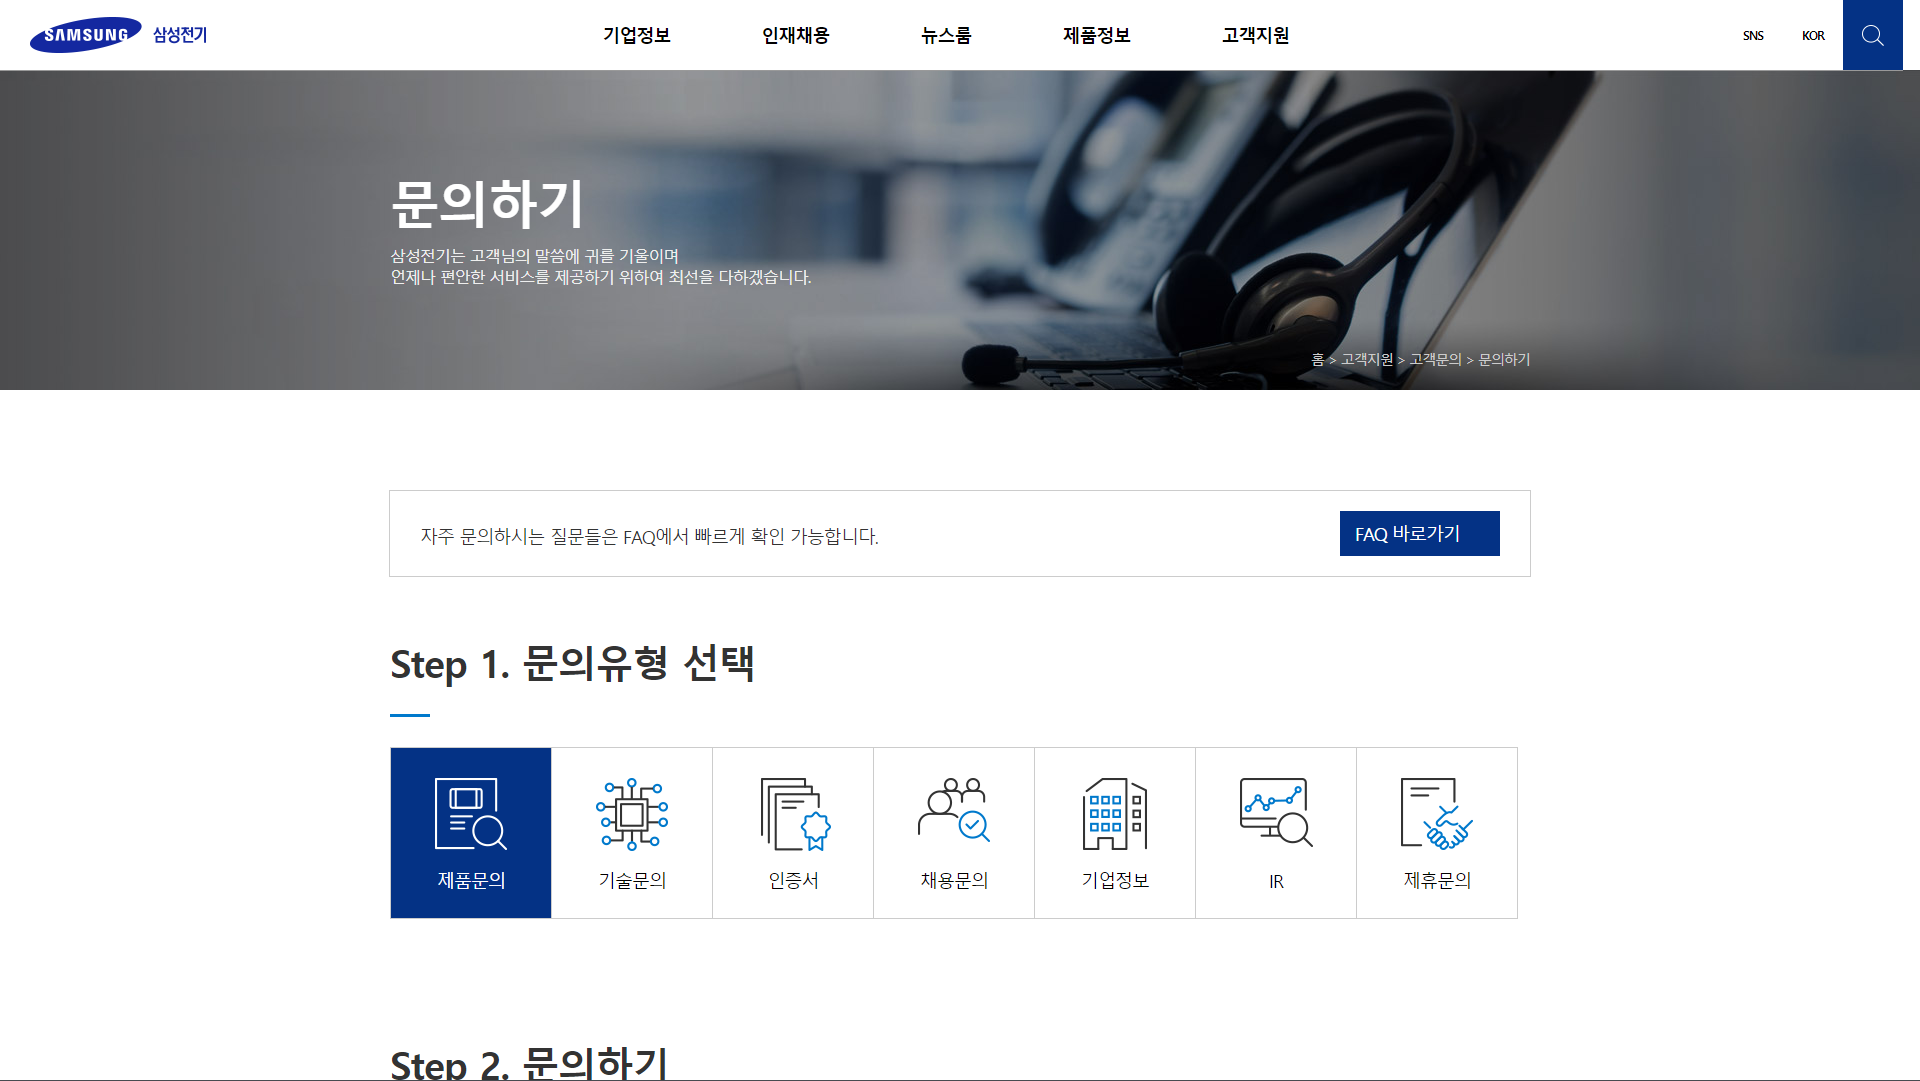 SAMSUNG 삼성전기
기업정보 인재채용 뉴스룸 제품정보 고객지원
SNS KOR
문의하기
삼성전기는 고객님의 말씀에 귀를 기울이며
언제나 편안한 서비스를 제공하기 위하여 최선을 다하겠습니다.
홈 > 고객지원 > 고객문의 > 문의하기
자주 문의하시는 질문들은 FAQ에서 빠르게 확인 가능합니다.
FAQ 바로가기
Step 1. 문의유형 선택
제품문의 기술문의 인증서 채용문의 기업정보 IR 제휴문의
Step 2. 문의하기